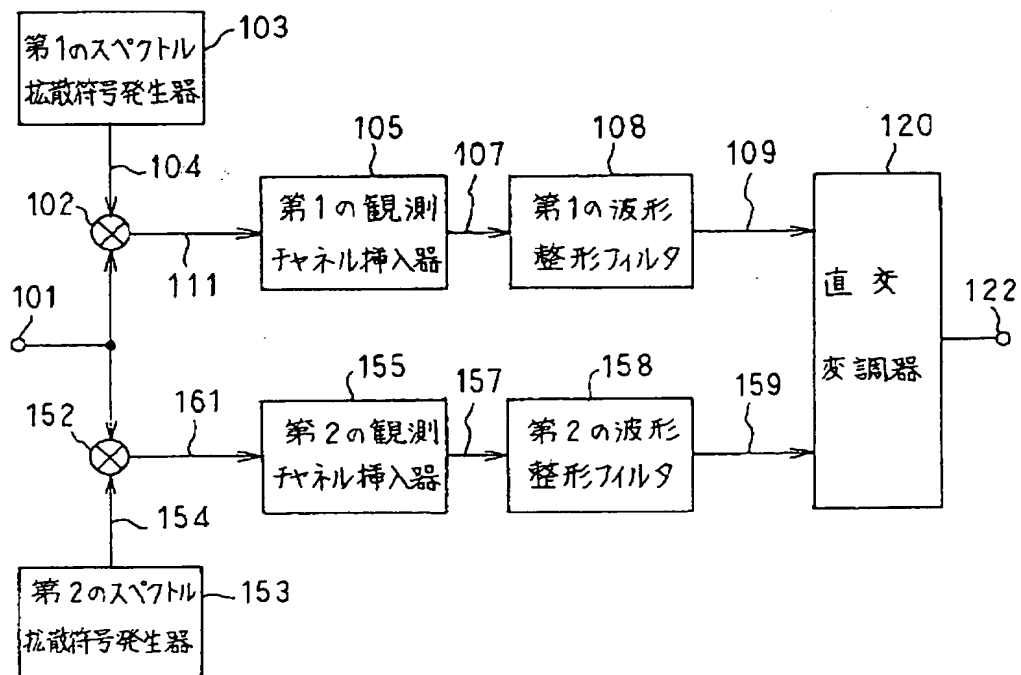 第1のスペクトル
拡散符号発生器
103
104
102
111
105
第1の観測
チャネル挿入器
107
108
第1の波形
整形フィルタ
109
120
直交
変調器
122
101
152
161
155
第2の観測
チャネル挿入器
157
158
第2の波形
整形フィルタ
159
154
第2のスペクトル
拡散符号発生器
153